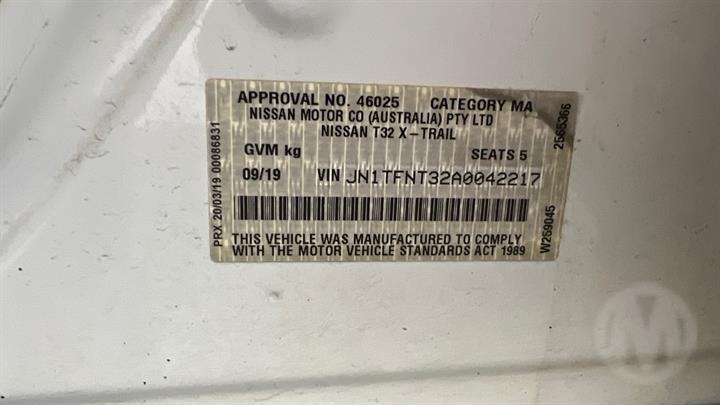 APPROVAL NO. 46025 CATEGORY MA
NISSAN MOTOR CO (AUSTRALIA) PTY LTD
NISSAN T32 X-TRAIL
GVM kg SEATS 5
09/19 VIN JN1TFNT32A0042217
THIS VEHICLE WAS MANUFACTURED TO COMPLY
WITH THE MOTOR VEHICLE STANDARDS ACT 1989
PRX 20/03/19 00086831
2565366
W259045
M